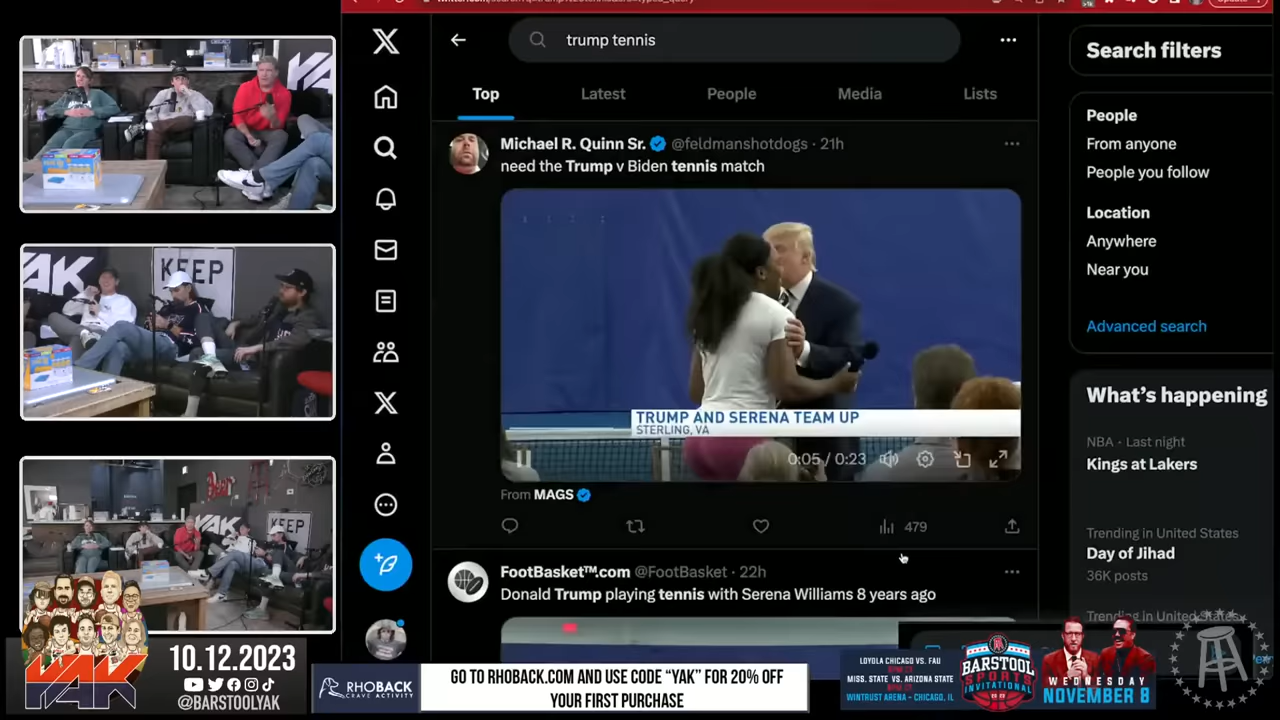 trump tennis
Top
Latest
People
Media
Lists
Michael R. Quinn Sr. @feldmanshotdogs · 21h
need the Trump v Biden tennis match
TRUMP AND SERENA TEAM UP
STERLING, VA
0:05 / 0:23
From MAGS
479
FootBasket™.com @FootBasket · 22h
Donald Trump playing tennis with Serena Williams 8 years ago
Search filters
People
From anyone
People you follow
Location
Anywhere
Near you
Advanced search
What's happening
NBA · Last night
Kings at Lakers
Trending in United States
Day of Jihad
36K posts
Trending in United States
YAK
KEEP
YAK
KEEP
YAK
10.12.2023
@BARSTOOLYAK
RHOBACK
CRAVE ACTIVITY
GO TO RHOBACK.COM AND USE CODE "YAK" FOR 20% OFF
YOUR FIRST PURCHASE
LOYOLA CHICAGO VS. FAU
MISS. STATE VS. ARIZONA STATE
WINTRUST ARENA - CHICAGO, IL
BARSTOOL
SPORTS
INVITATIONAL
WEDNESDAY
NOVEMBER 8